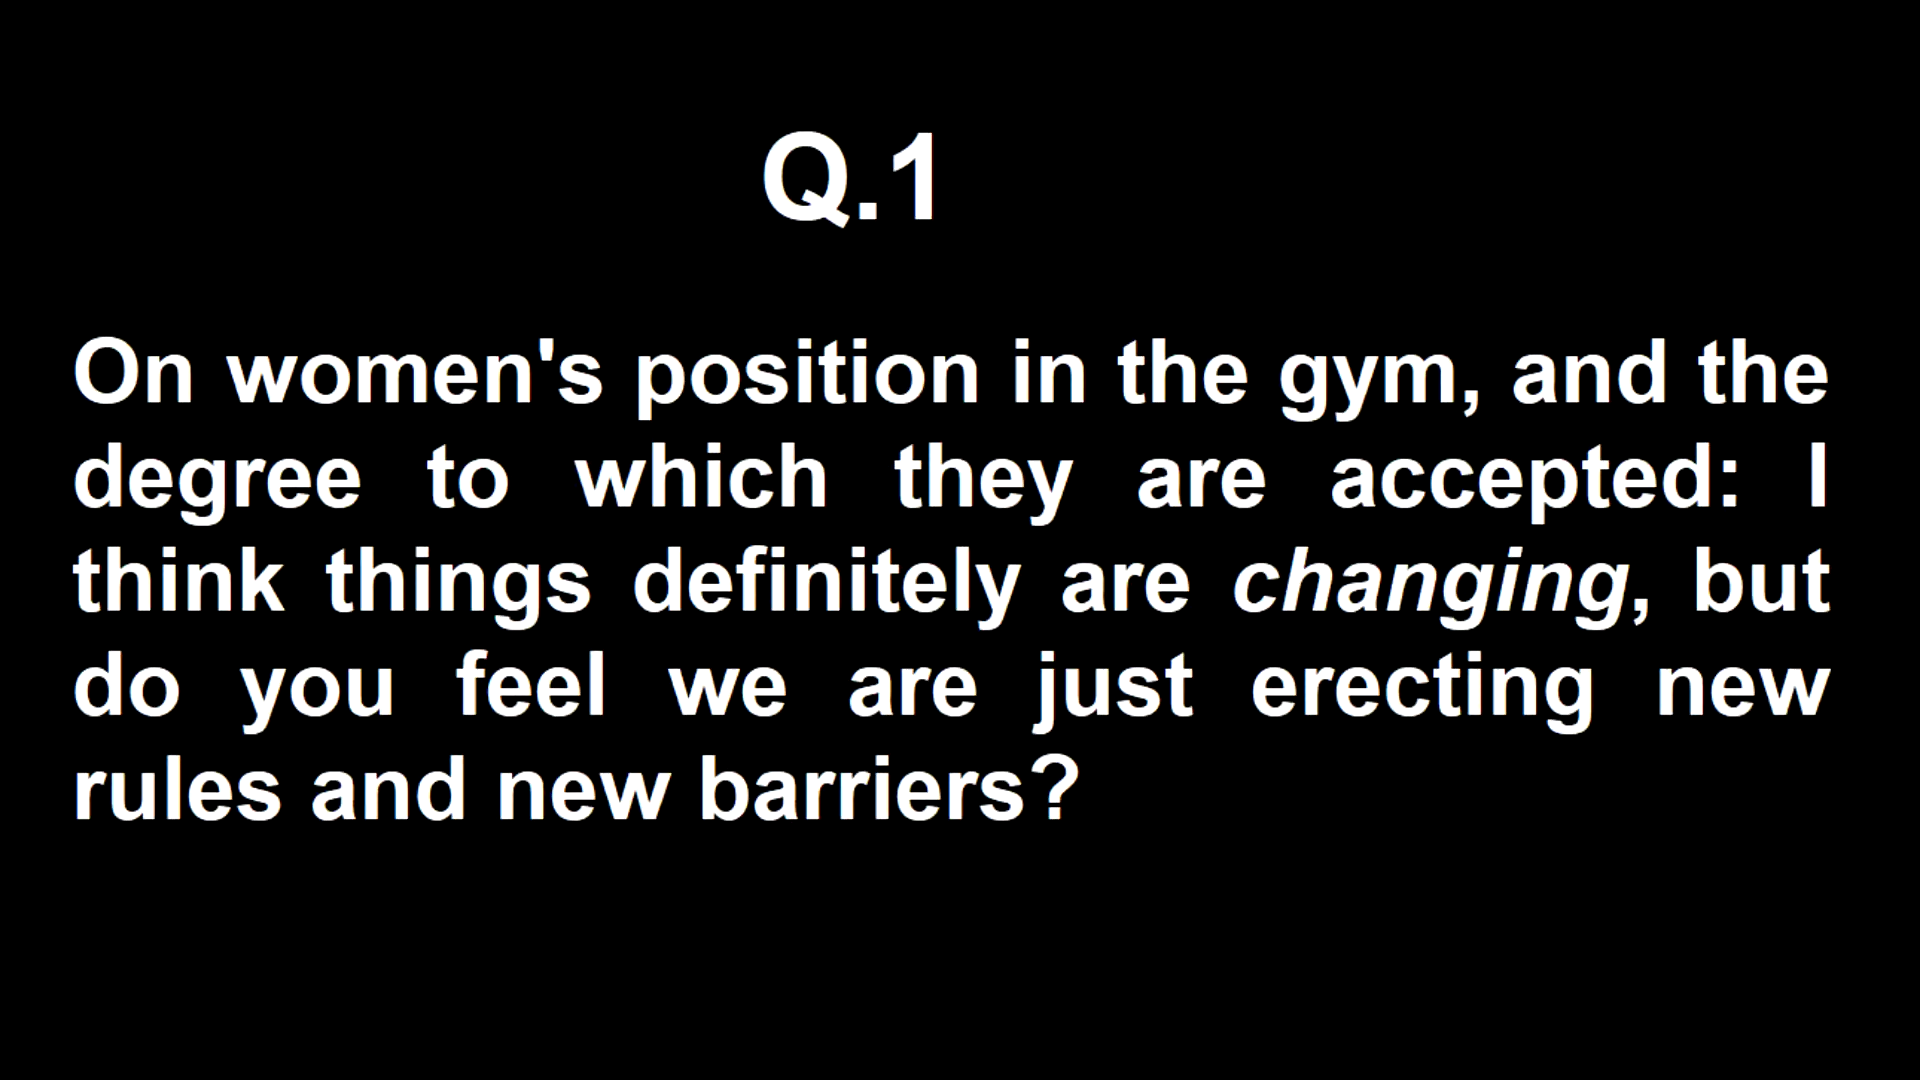 Q.1
On women's position in the gym, and the
degree to which they are accepted: I
think things definitely are changing, but
do you feel we are just erecting new
rules and new barriers?